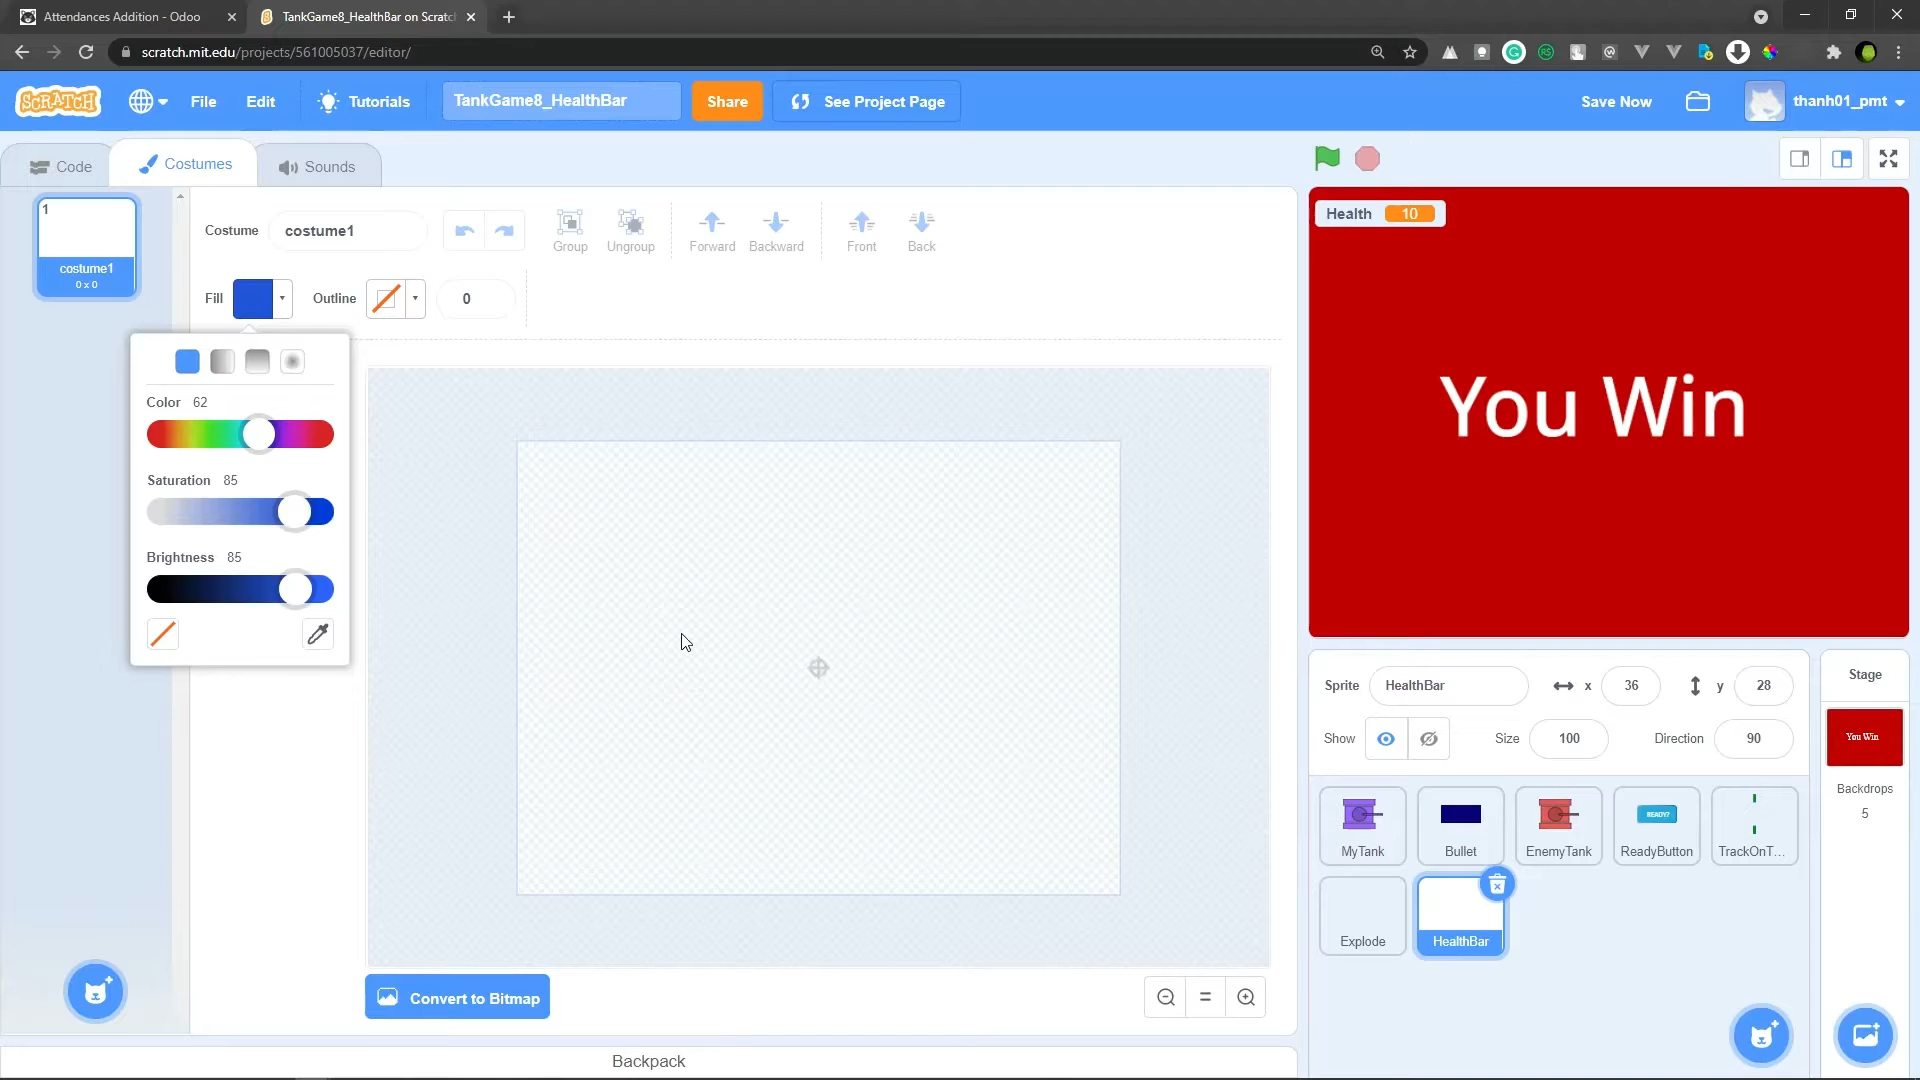 Attendances Addition - Odoo
TankGame8_HealthBar on Scratch
scratch.mit.edu/projects/561005037/editor/
SCRATCH
File
Edit
Tutorials
TankGame8_HealthBar
Share
See Project Page
Save Now
thanh01_pmt
Code
Costumes
Sounds
1
costume1
0 x 0
Costume
costume1
Group
Ungroup
Forward
Backward
Front
Back
Fill
Outline
0
Color 62
Saturation 85
Brightness 85
Convert to Bitmap
Backpack
Health 10
You Win
Sprite
HealthBar
x
36
y
28
Show
Size
100
Direction
90
MyTank
Bullet
EnemyTank
READY?
ReadyButton
TrackOnT...
Explode
HealthBar
Stage
You Win
Backdrops
5